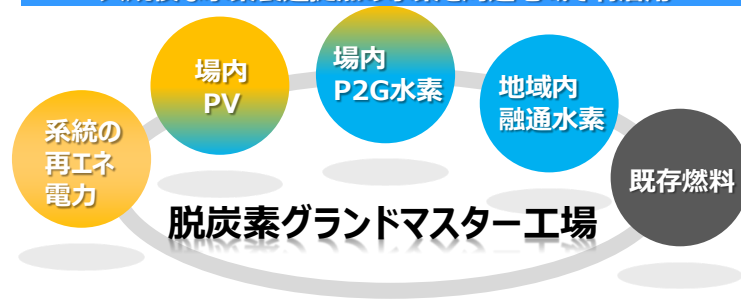 場内
PV
場内
P2G水素
地域内
融通水素
系統の
再エネ
電力
既存燃料
脱炭素グランドマスター工場